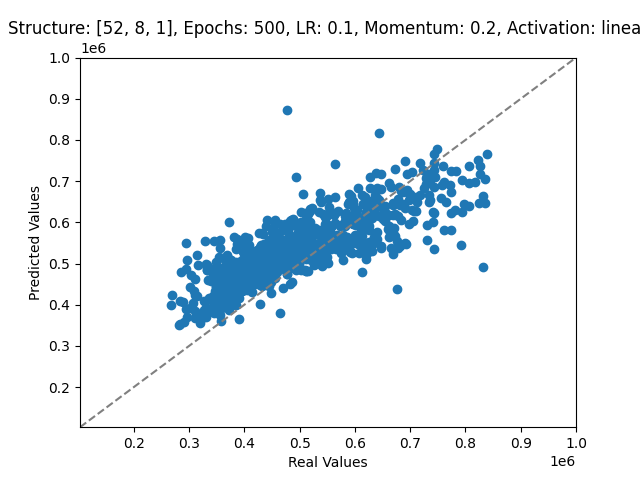 Structure: [52, 8, 1], Epochs: 500, LR: 0.1, Momentum: 0.2, Activation: linea
1e6
1.0
0.9
0.8
0.7
0.6
0.5
0.4
0.3
0.2
Predicted Values
0.2 0.3 0.4 0.5 0.6 0.7 0.8 0.9 1.0
Real Values
1e6